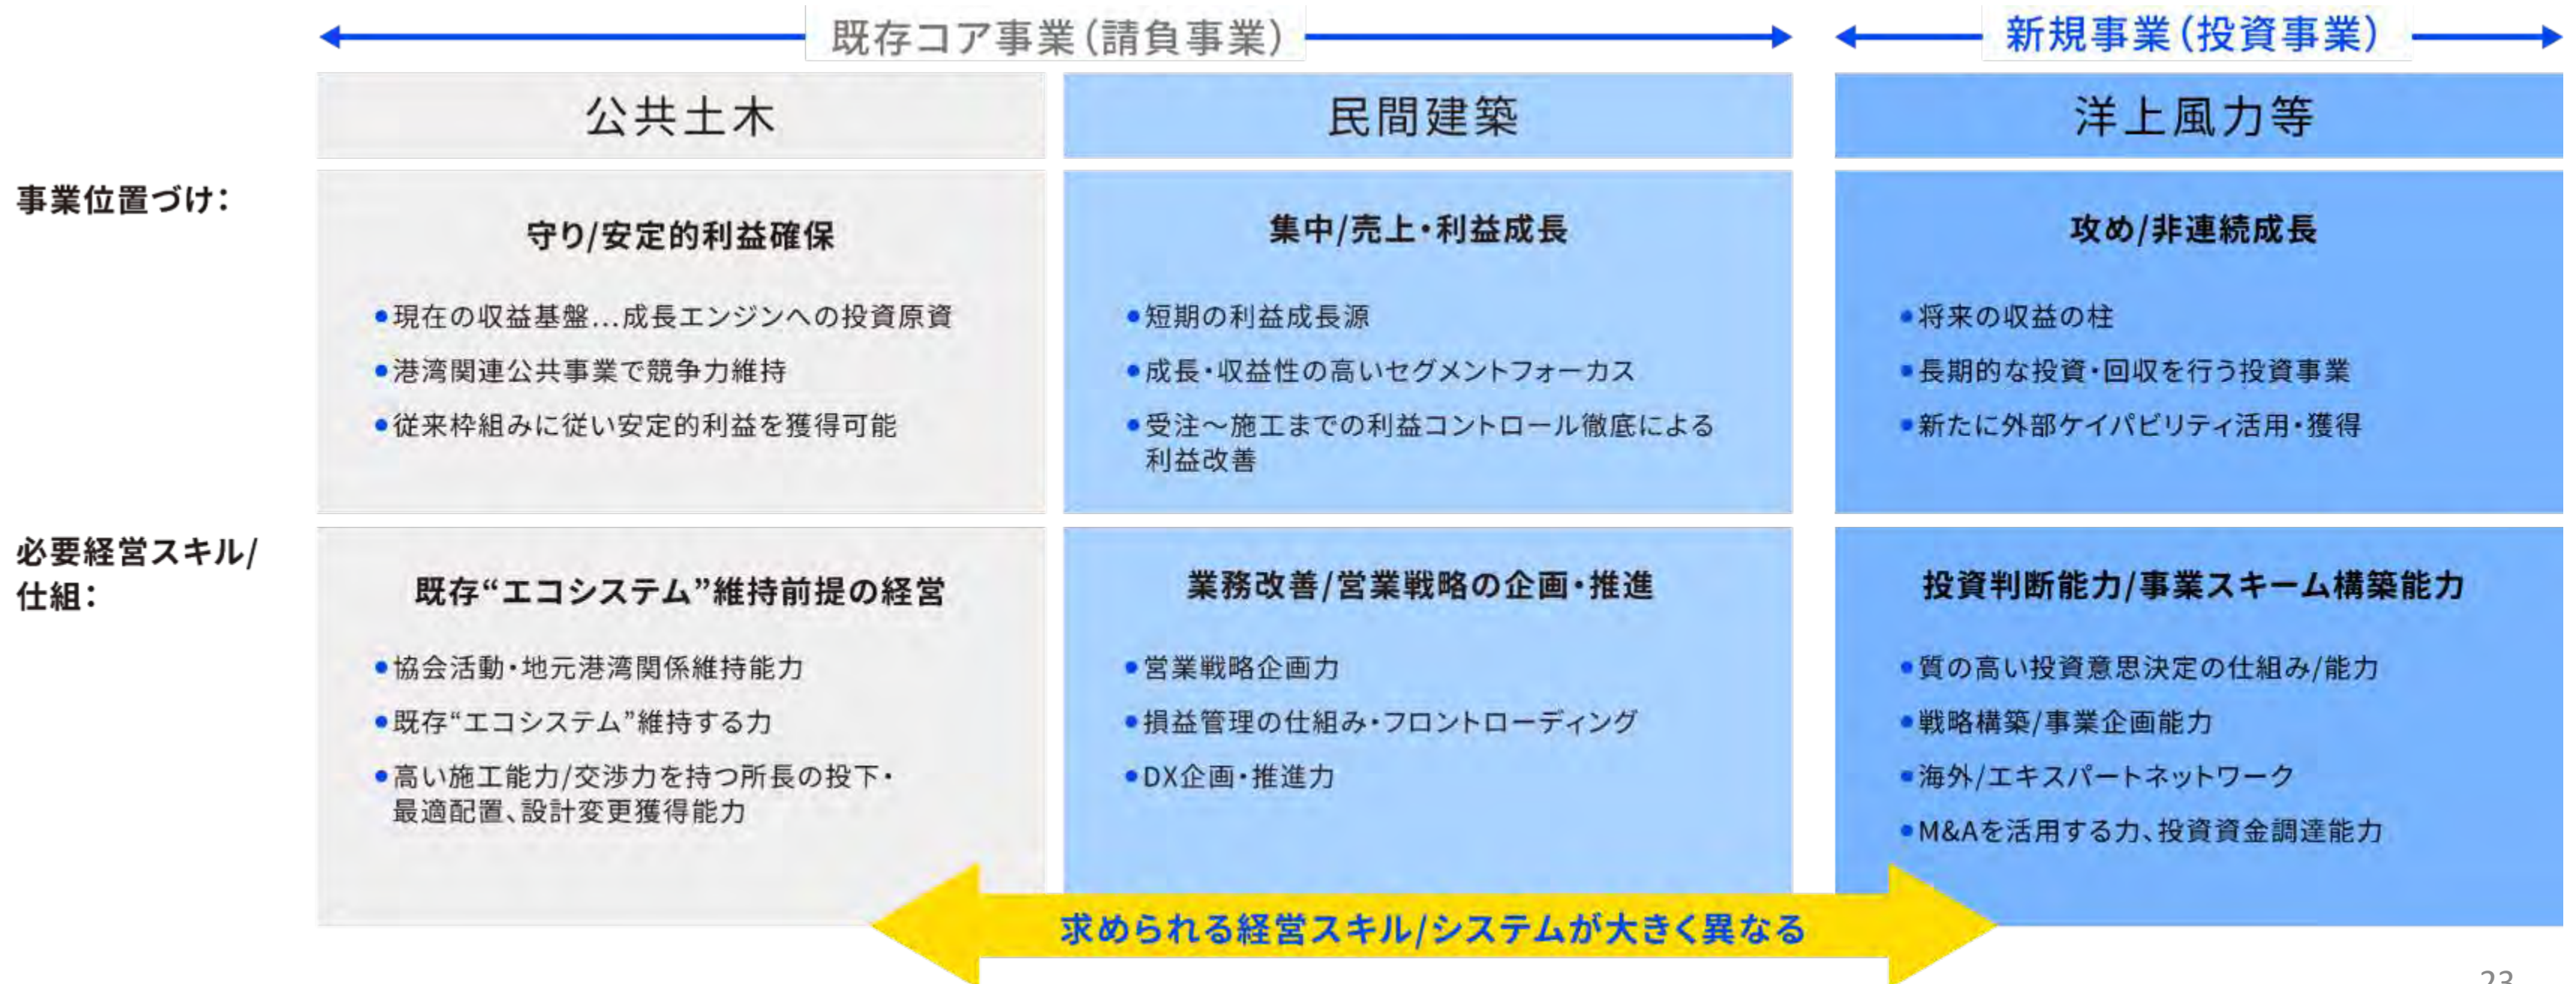 既存コア事業(請負事業)
新規事業(投資事業)
公共土木
民間建築
洋上風力等
事業位置づけ：
守り/安定的利益確保
●現在の収益基盤…成長エンジンへの投資原資
●港湾関連公共事業で競争力維持
●従来枠組みに従い安定的利益を獲得可能
集中/売上・利益成長
●短期の利益成長源
●成長・収益性の高いセグメントフォーカス
●受注～施工までの利益コントロール徹底による
利益改善
攻め/非連続成長
●将来の収益の柱
●長期的な投資・回収を行う投資事業
●新たに外部ケイパビリティ活用・獲得
必要経営スキル/
仕組：
既存“エコシステム”維持前提の経営
●協会活動・地元港湾関係維持能力
●既存“エコシステム”維持する力
●高い施工能力/交渉力を持つ所長の投下・
最適配置、設計変更獲得能力
業務改善/営業戦略の企画・推進
●営業戦略企画力
●損益管理の仕組み・フロントローディング
●DX企画・推進力
投資判断能力/事業スキーム構築能力
●質の高い投資意思決定の仕組み/能力
●戦略構築/事業企画能力
●海外/エキスパートネットワーク
●M&Aを活用する力、投資資金調達能力
求められる経営スキル/システムが大きく異なる
23